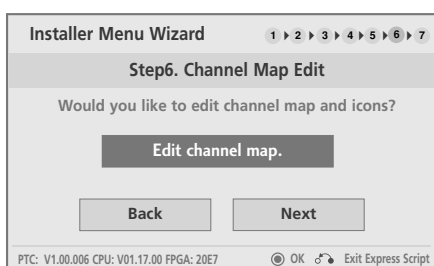 Installer Menu Wizard 1 2 3 4 5 6 7
Step6. Channel Map Edit
Would you like to edit channel map and icons?
Edit channel map.
Back Next
PTC: V1.00.006 CPU: V01.17.00 FPGA: 20E7 OK Exit Express Script